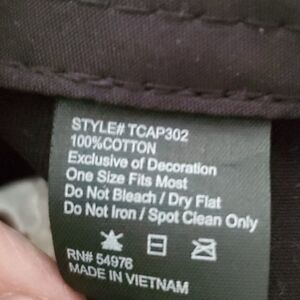 STYLE# TCAP302
100%COTTON
Exclusive of Decoration
One Size Fits Most
Do Not Bleach / Dry Flat
Do Not Iron / Spot Clean Only
RN# 54976
MADE IN VIETNAM